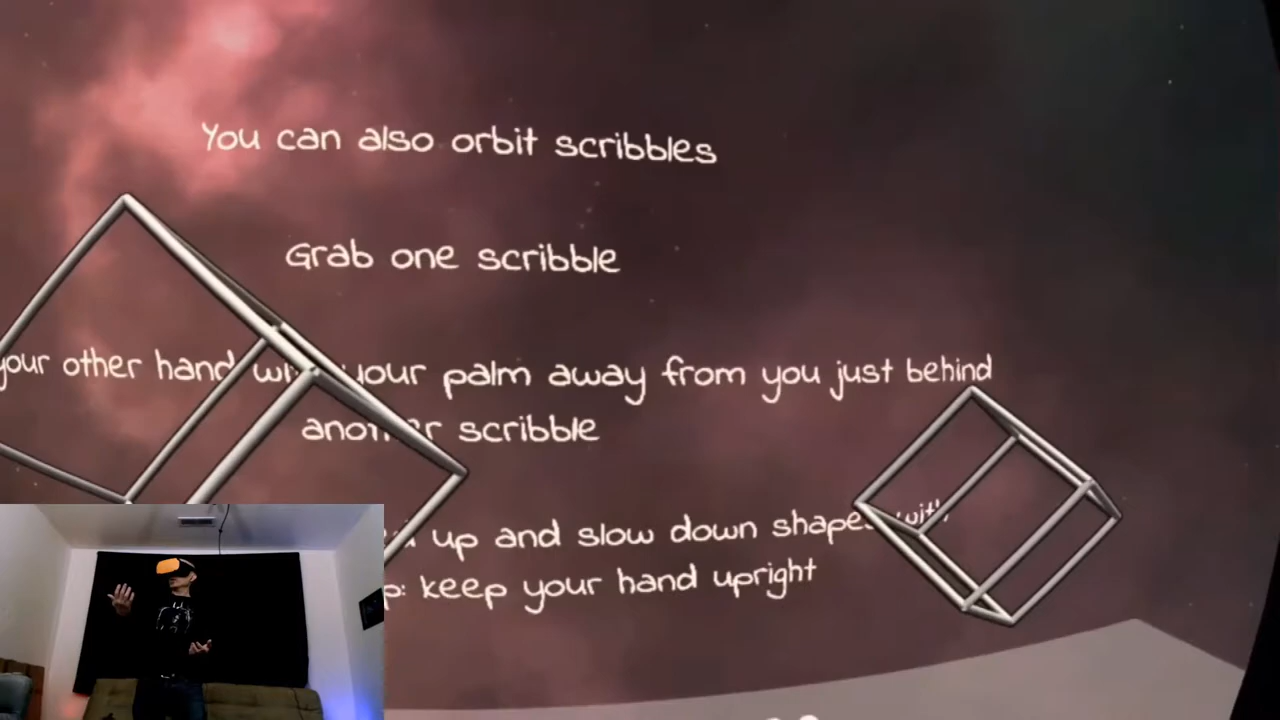 You can also orbit scribbles
Grab one scribble
your other hand your palm away from you just behind
scribble
up and slow down shapes with
keep your hand upright